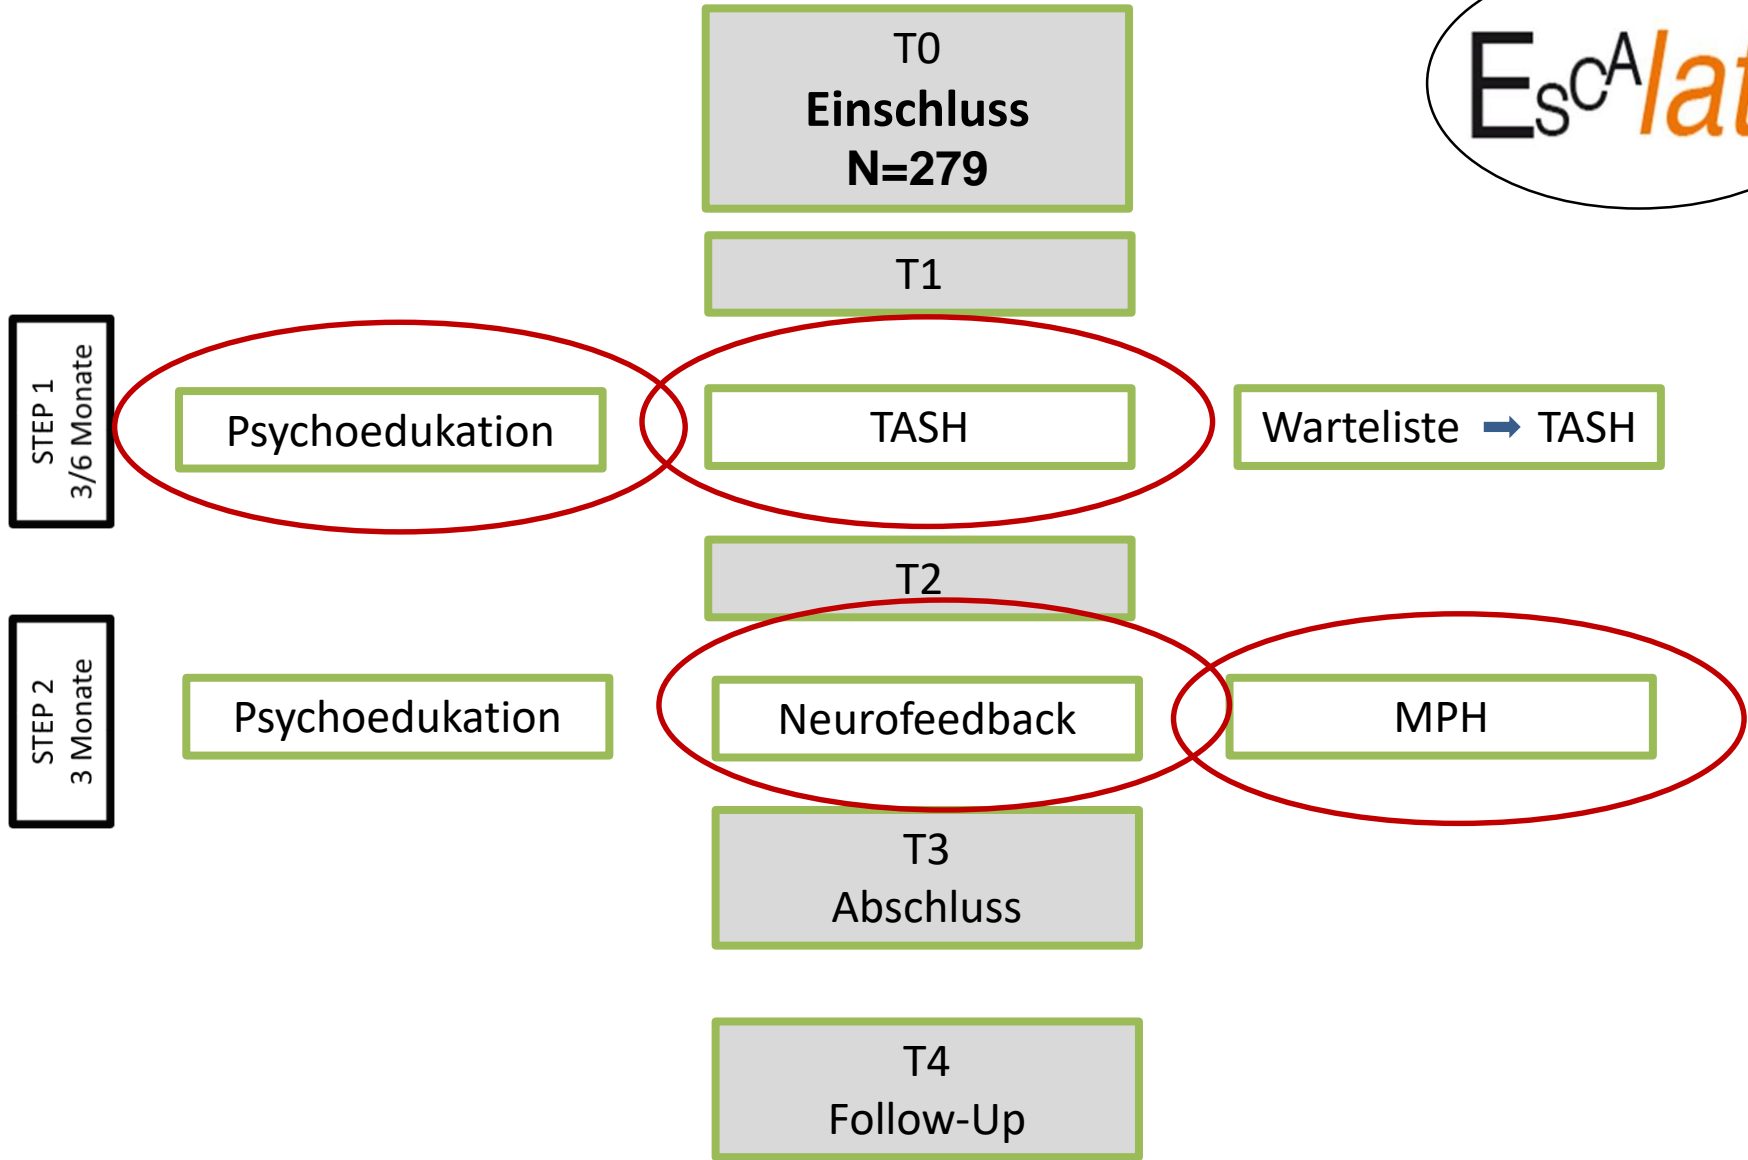 T0
Einschluss
N=279
EsCAlat
T1
STEP 1
3/6 Monate
Psychoedukation
TASH
Warteliste ➡ TASH
T2
STEP 2
3 Monate
Psychoedukation
Neurofeedback
MPH
T3
Abschluss
T4
Follow-Up